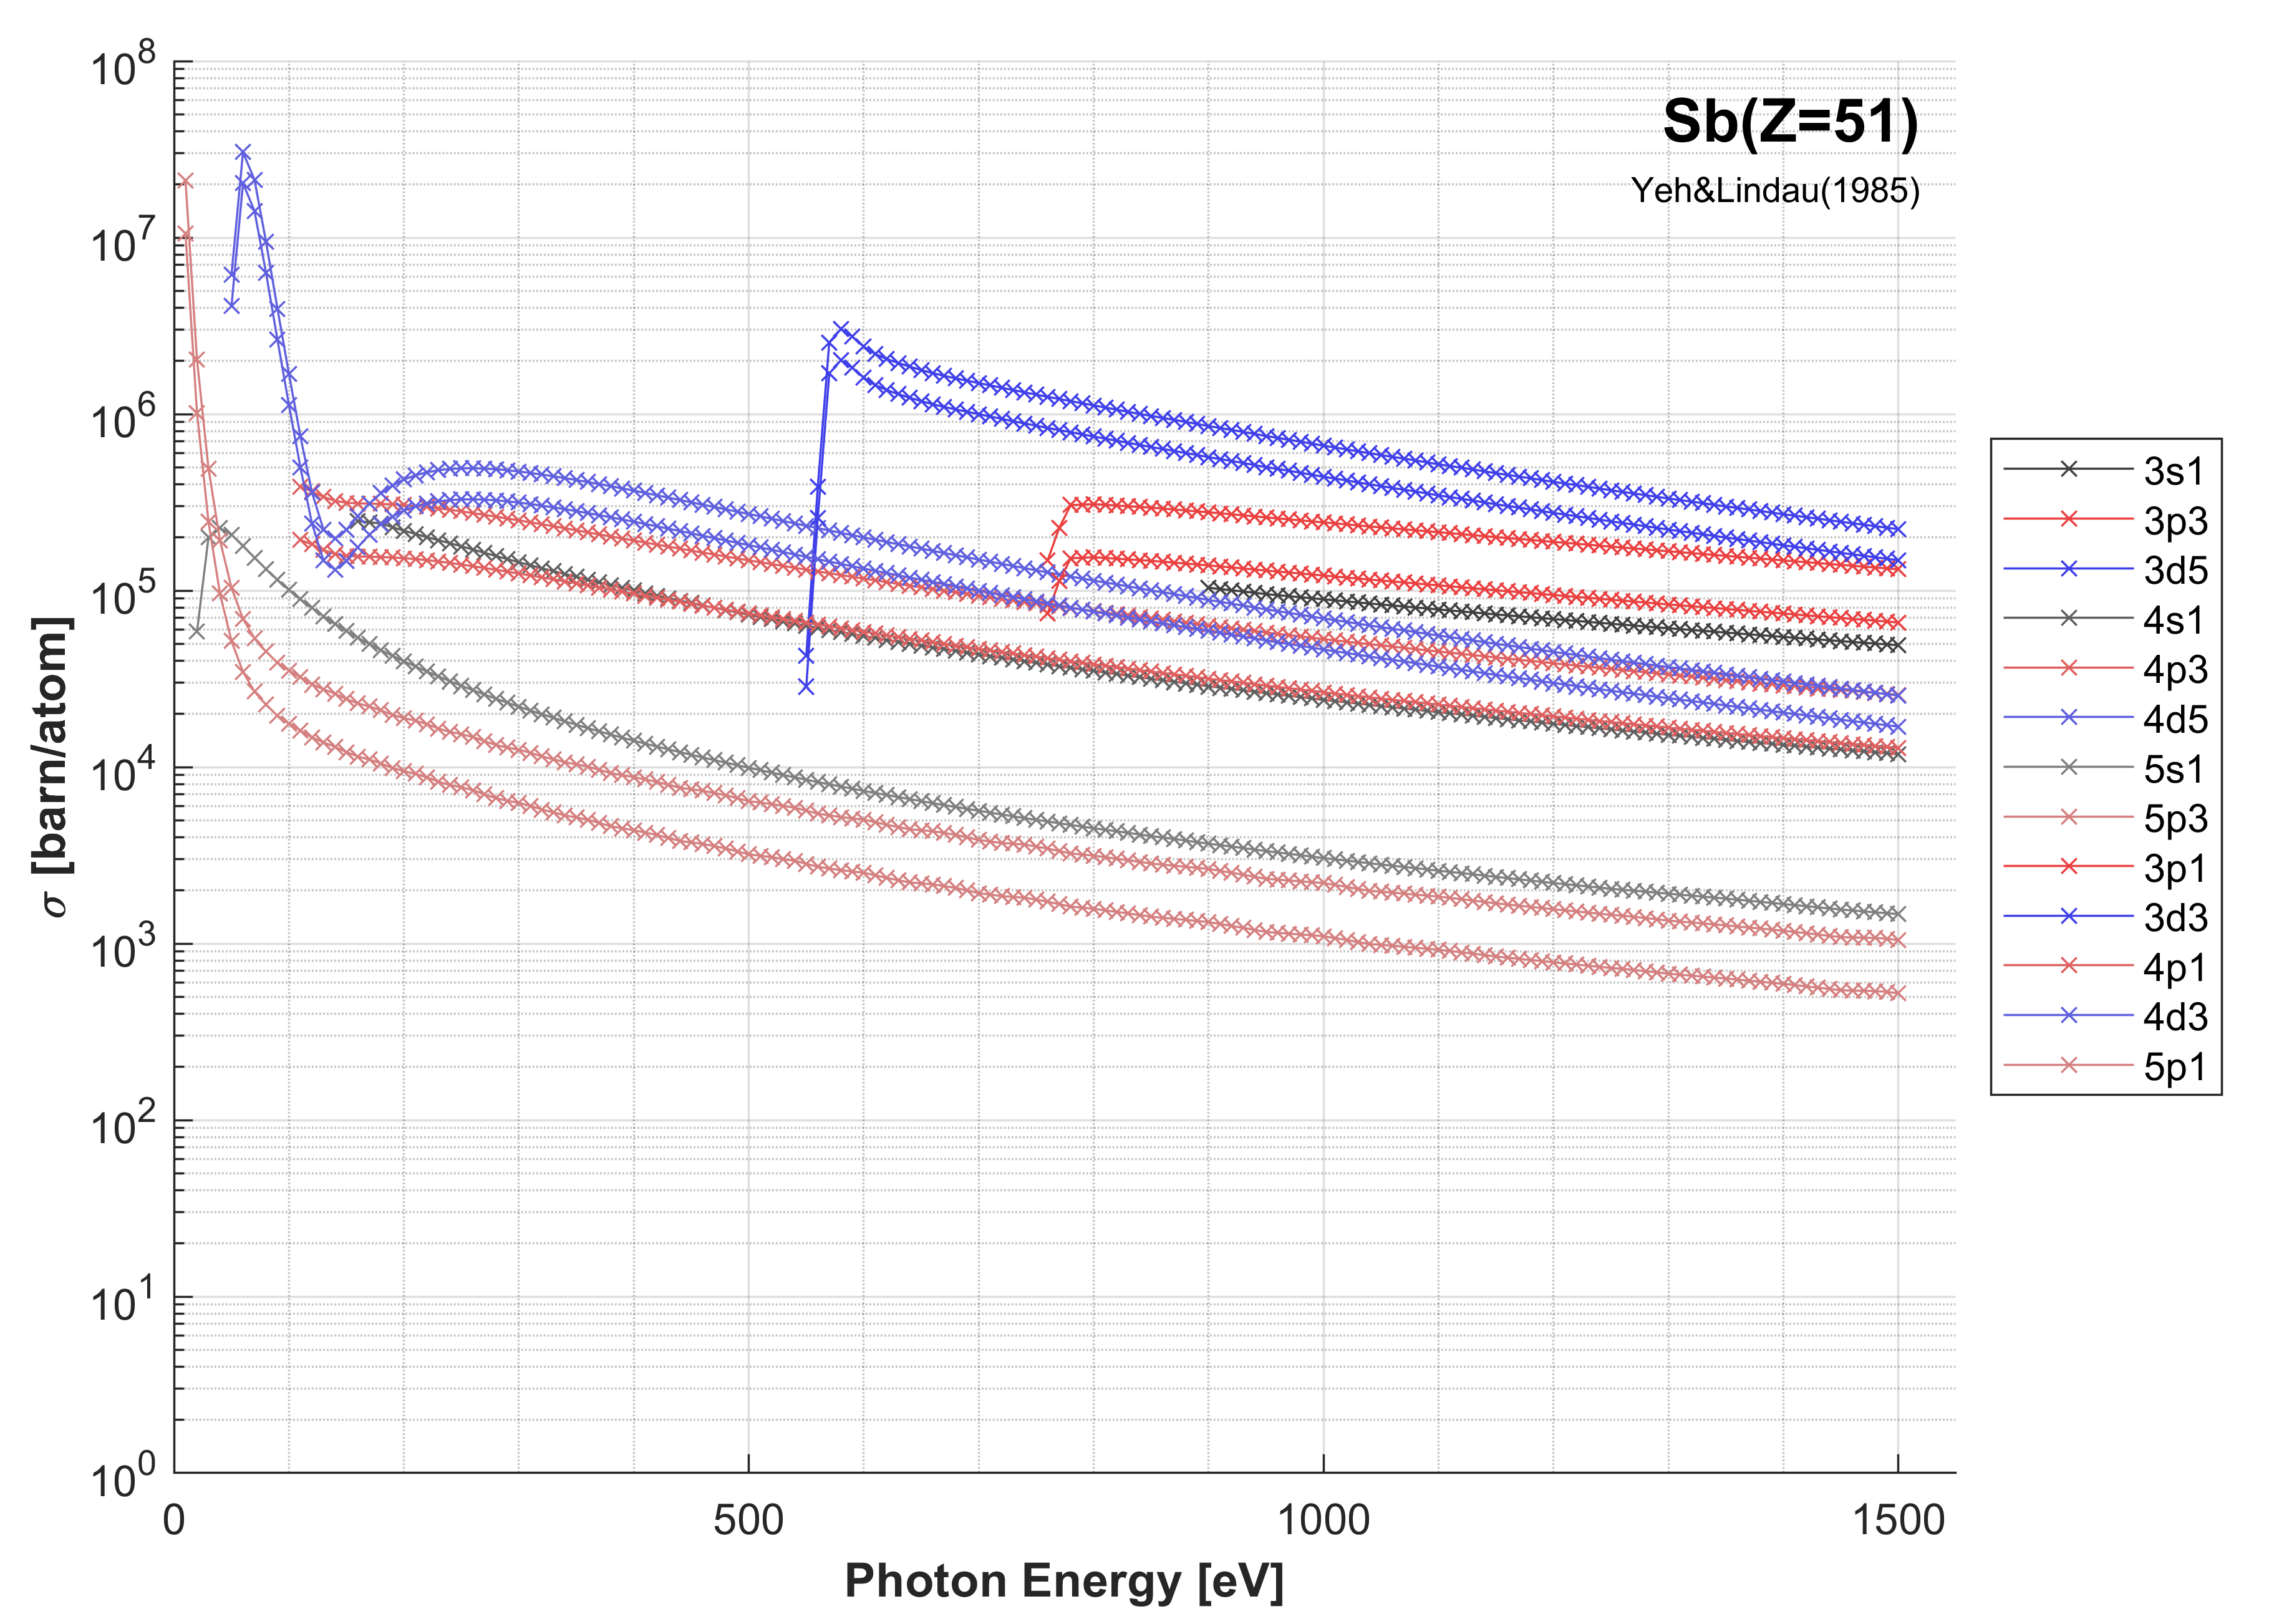 Sb(Z=51)
Yeh&Lindau(1985)
10^8
10^7
10^6
10^5
10^4
10^3
10^2
10^1
10^0
σ [barn/atom]
0 500 1000 1500
Photon Energy [eV]
3s1
3p3
3d5
4s1
4p3
4d5
5s1
5p3
3p1
3d3
4p1
4d3
5p1